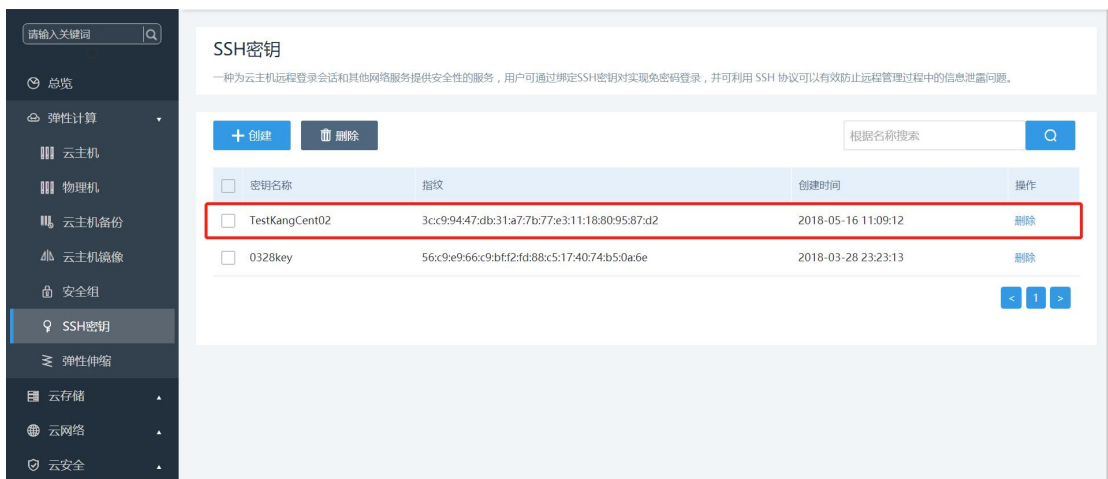 请输入关键词
总览
弹性计算
云主机
物理机
云主机备份
云主机镜像
安全组
SSH密钥
弹性伸缩
云存储
云网络
云安全
SSH密钥
一种为云主机远程登录会话和其他网络服务提供安全性的服务，用户可通过绑定SSH密钥对实现免密码登录，并可利用 SSH 协议可以有效防止远程管理过程中的信息泄露问题。
创建 删除 根据名称搜索
密钥名称 指纹 创建时间 操作
TestKangCent02 3c:c9:94:47:db:31:a7:7b:77:e3:11:18:80:95:87:d2 2018-05-16 11:09:12 删除
0328key 56:c9:e9:66:c9:bf:f2:fd:88:c5:17:40:74:b5:0a:6e 2018-03-28 23:23:13 删除
< 1 >